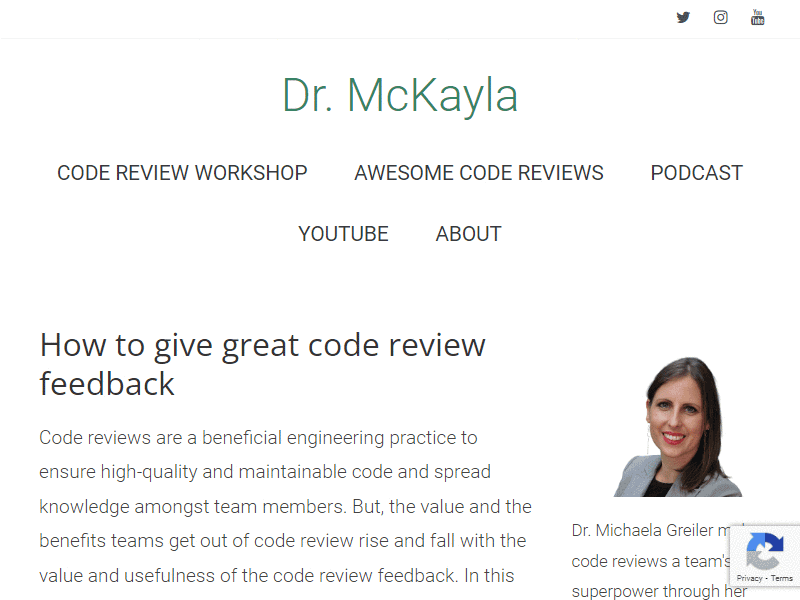 You Tube
Dr. McKayla
CODE REVIEW WORKSHOP AWESOME CODE REVIEWS PODCAST
YOUTUBE ABOUT
How to give great code review
feedback
Code reviews are a beneficial engineering practice to
ensure high-quality and maintainable code and spread
knowledge amongst team members. But, the value and the
benefits teams get out of code review rise and fall with the
value and usefulness of the code review feedback. In this
Dr. Michaela Greiler
code reviews a team's
superpower through her
Privacy - Terms